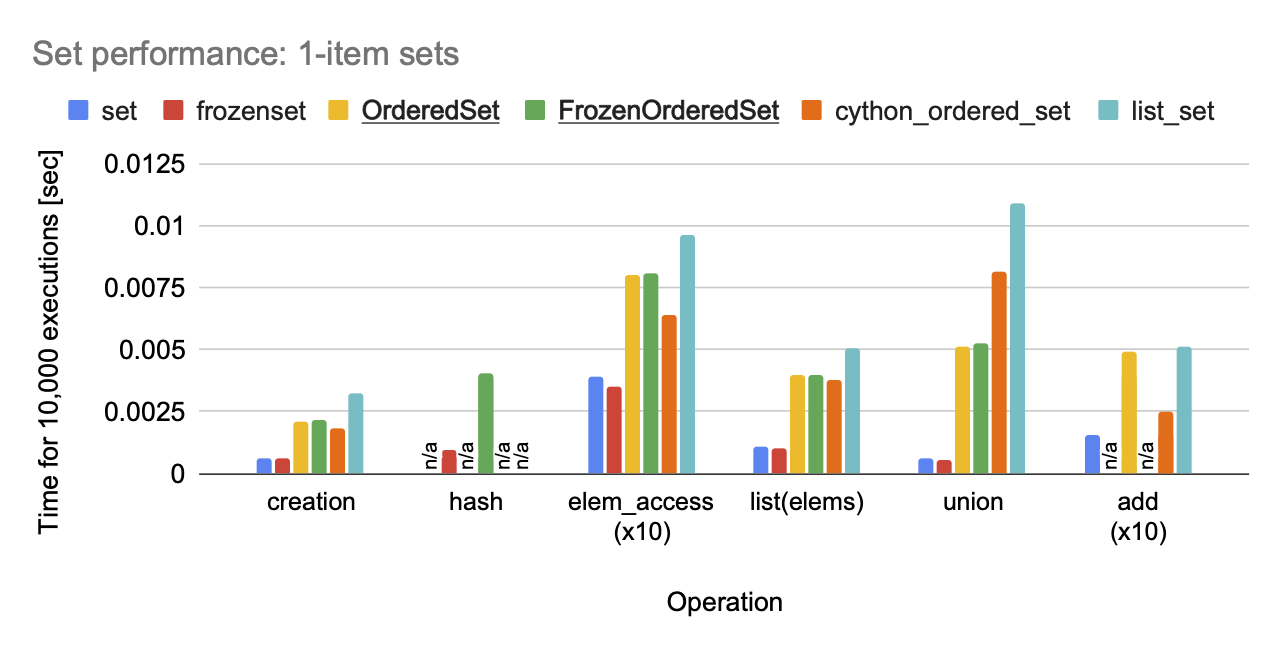 Set performance: 1-item sets
set frozenset OrderedSet FrozenOrderedSet cython_ordered_set list_set
Time for 10,000 executions [sec]
0.0125
0.01
0.0075
0.005
0.0025
0
n/a n/a n/a n/a n/a n/a
creation hash elem_access (x10) list(elems) union add (x10)
Operation